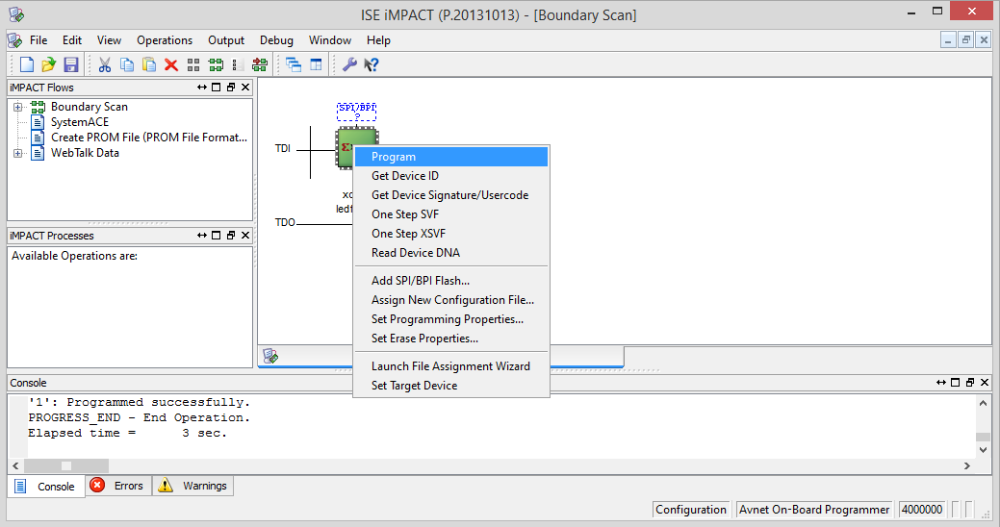 ISE iMPACT (P.20131013) - [Boundary Scan]
File Edit View Operations Output Debug Window Help
iMPACT Flows
Boundary Scan
SystemACE
Create PROM File (PROM File Format...
WebTalk Data
SPI/BPI
?
TDI
TDO
Program
Get Device ID
Get Device Signature/Usercode
One Step SVF
One Step XSVF
Read Device DNA
Add SPI/BPI Flash...
Assign New Configuration File...
Set Programming Properties...
Set Erase Properties...
Launch File Assignment Wizard
Set Target Device
iMPACT Processes
Available Operations are:
Console
'1': Programmed successfully.
PROGRESS_END - End Operation.
Elapsed time = 3 sec.
Console Errors Warnings
Configuration Avnet On-Board Programmer 4000000